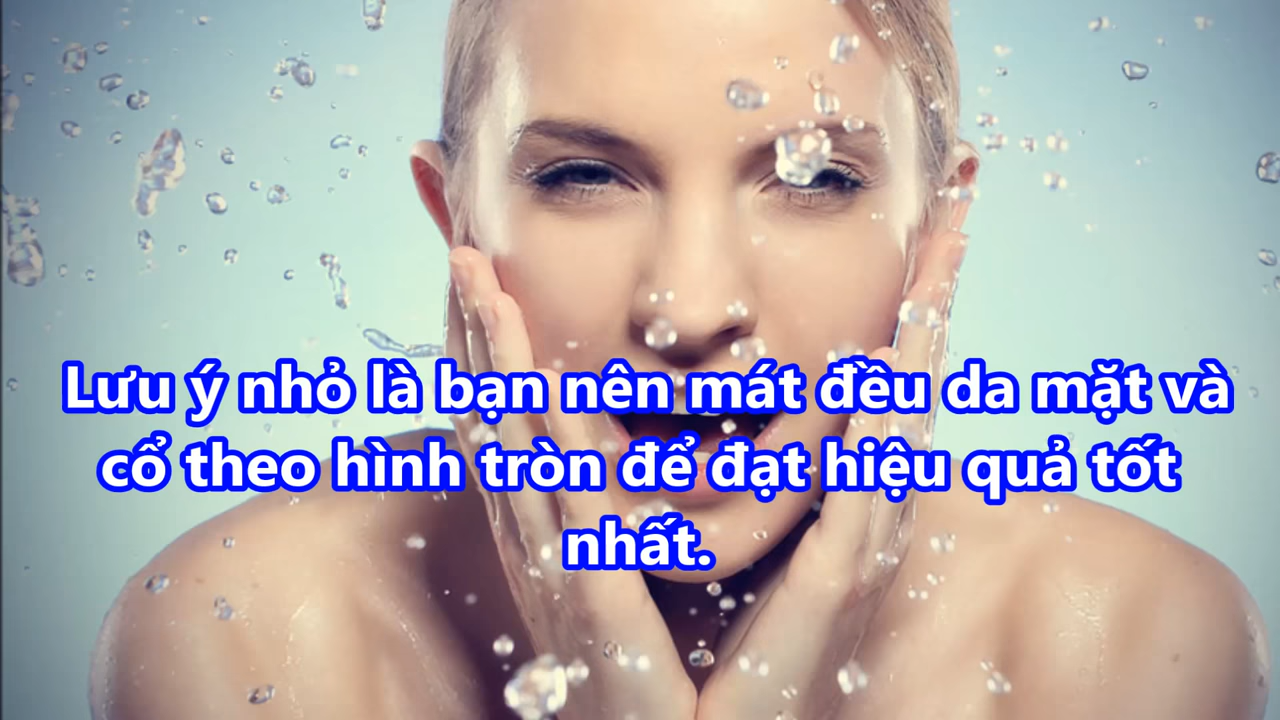 Lưu ý nhỏ là bạn nên mát đều da mặt và
cổ theo hình tròn để đạt hiệu quả tốt
nhất.